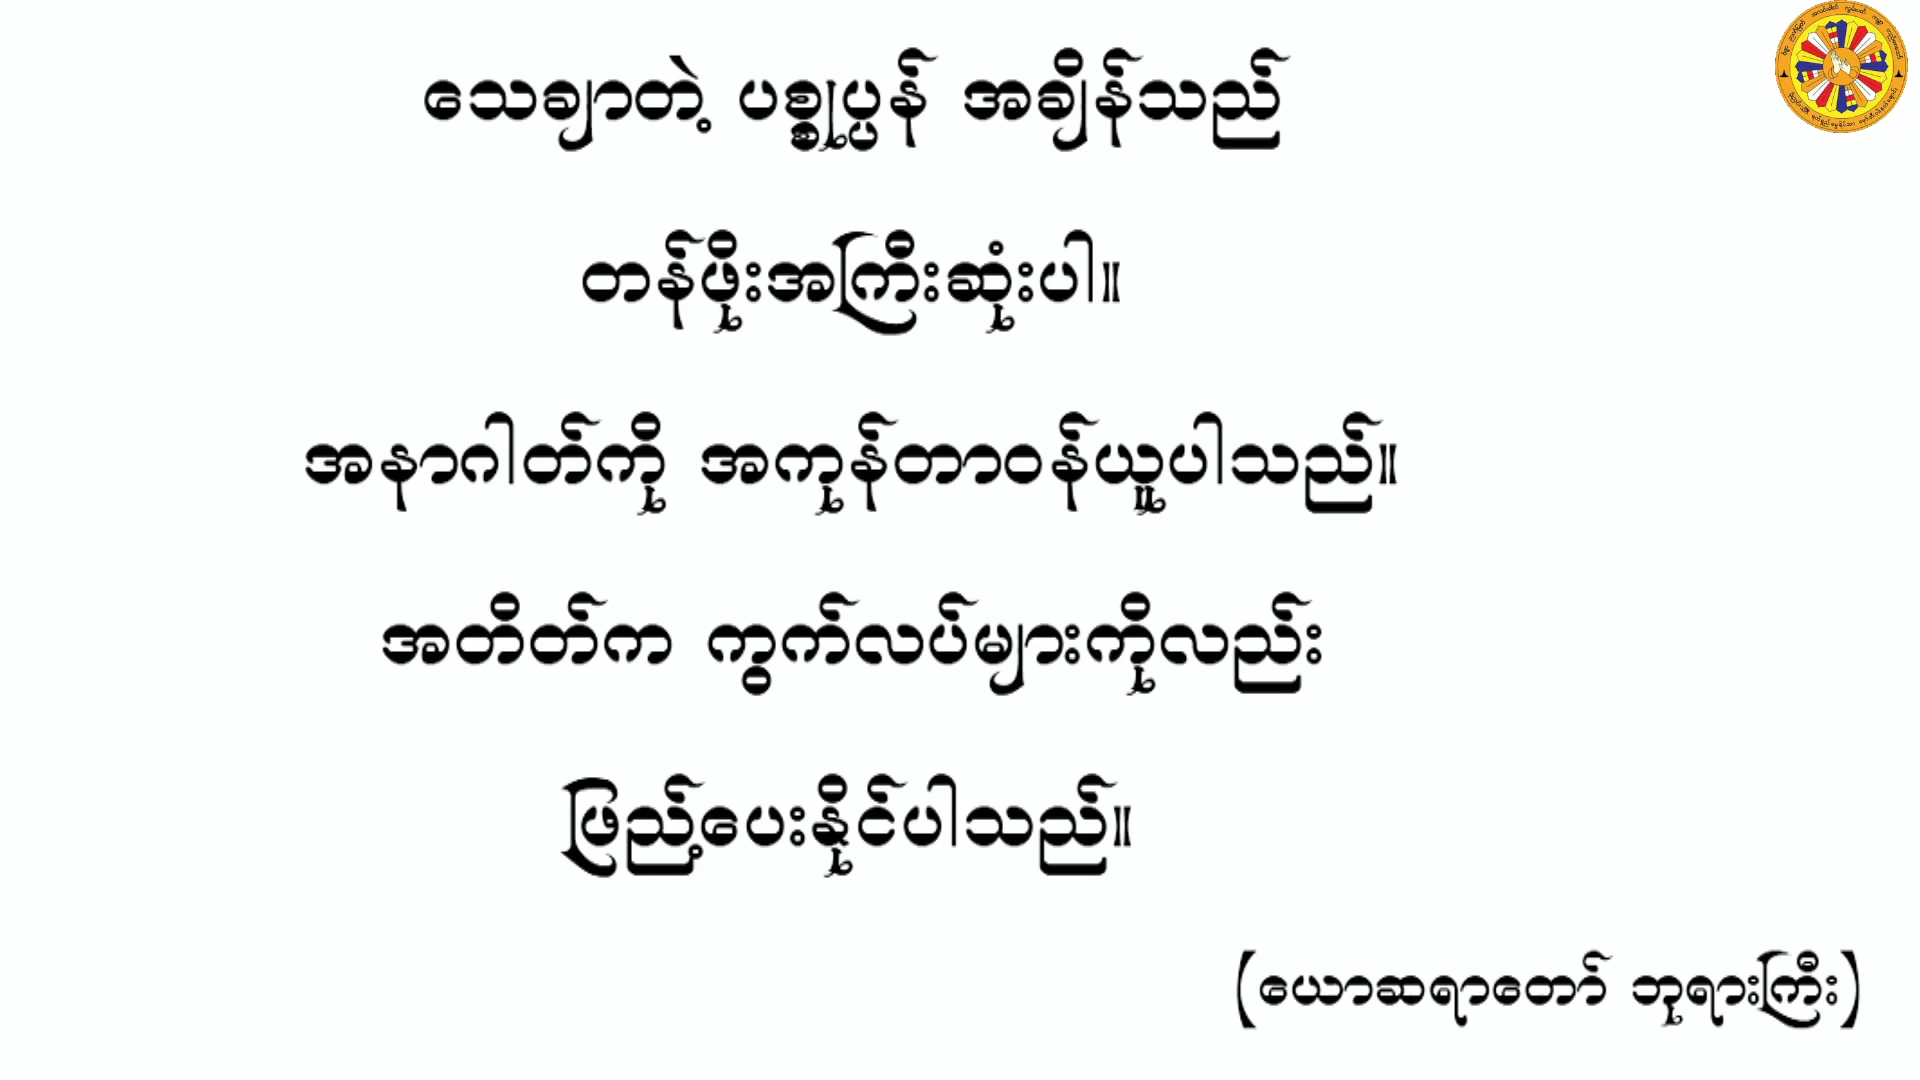 သေချာတဲ့ ပစ္စုပ္ပန် အချိန်သည်
တန်ဖိုးအကြီးဆုံးပါ။
အနာဂါတ်ကို အကုန်တာဝန်ယူပါသည်။
အတိတ်က ကွက်လပ်များကိုလည်း
ဖြည့်ပေးနိုင်ပါသည်။
(ယောဆရာတော် ဘုရားကြီး)